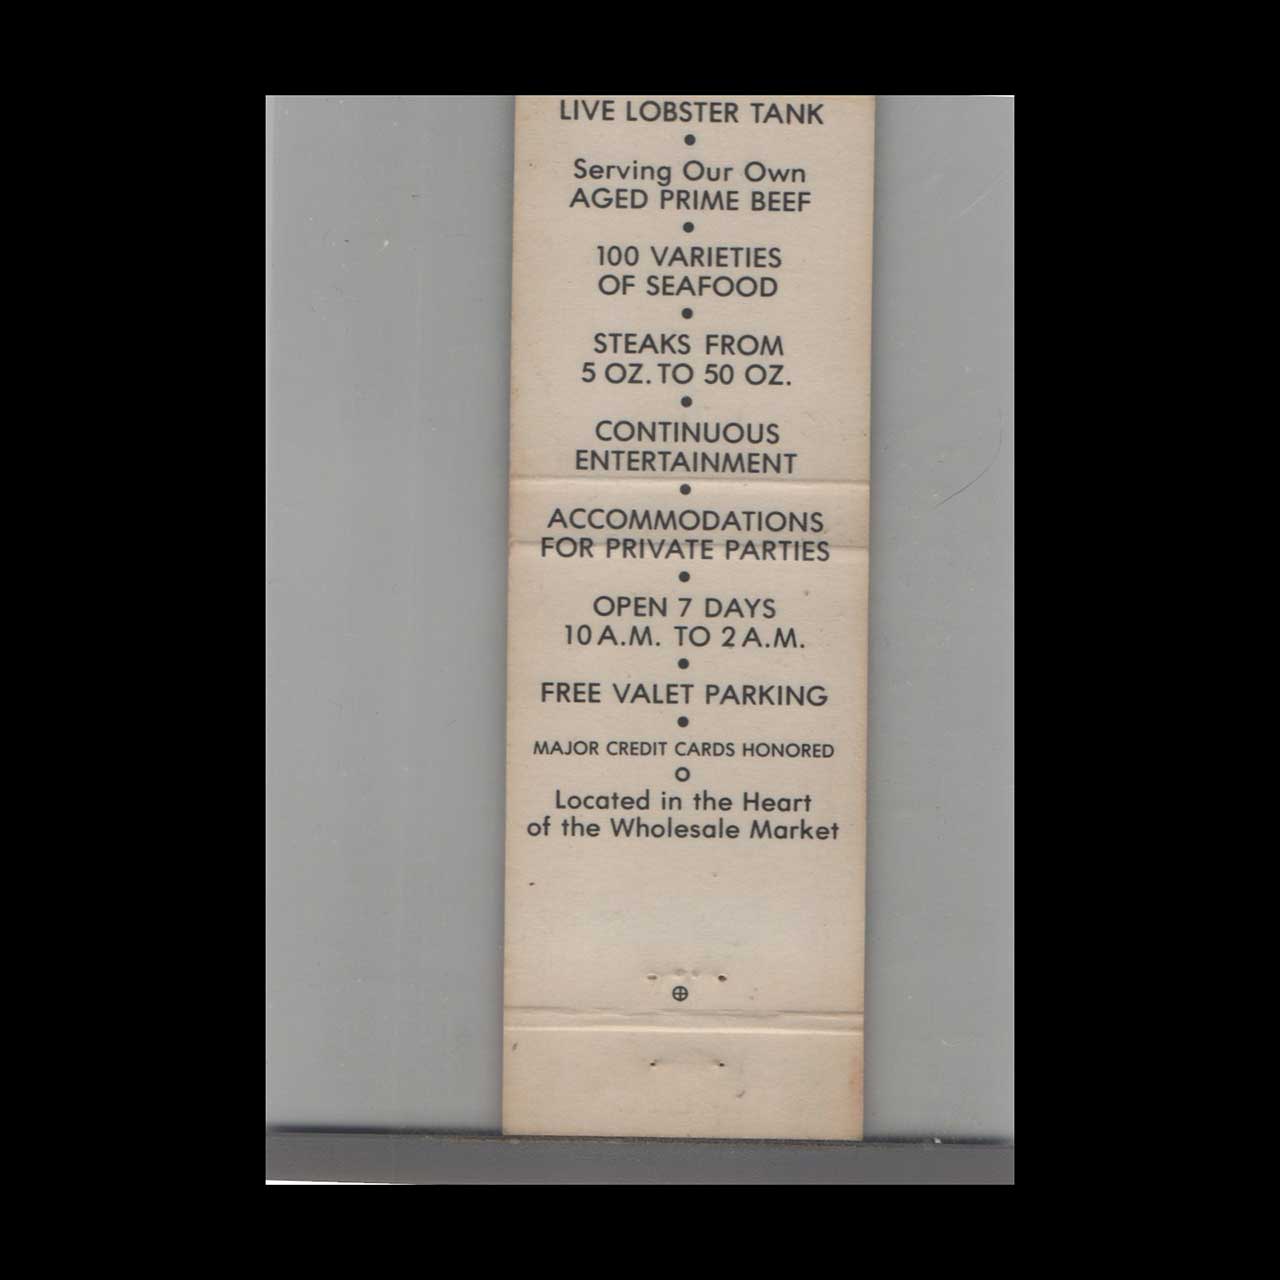 LIVE LOBSTER TANK
Serving Our Own
AGED PRIME BEEF
100 VARIETIES
OF SEAFOOD
STEAKS FROM
5 OZ. TO 50 OZ.
CONTINUOUS
ENTERTAINMENT
ACCOMMODATIONS
FOR PRIVATE PARTIES
OPEN 7 DAYS
10 A.M. TO 2 A.M.
FREE VALET PARKING
MAJOR CREDIT CARDS HONORED
Located in the Heart
of the Wholesale Market